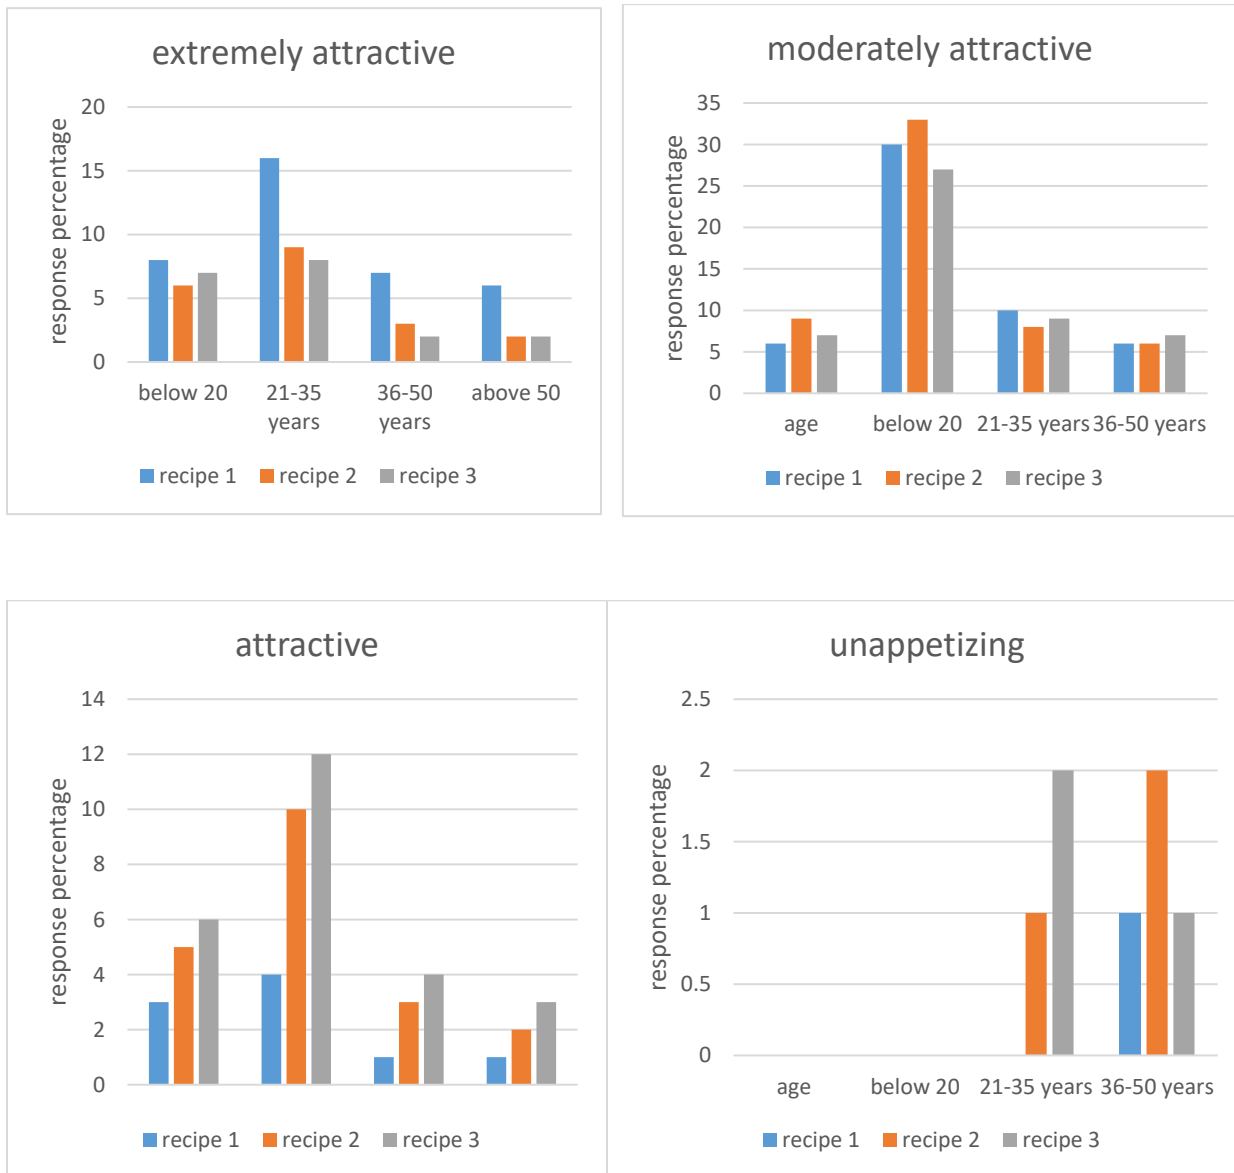 extremely attractive
response percentage
20
15
10
5
0
below 20 21-35 years 36-50 years above 50
recipe 1 recipe 2 recipe 3
moderately attractive
response percentage
35
30
25
20
15
10
5
0
age below 20 21-35 years 36-50 years
recipe 1 recipe 2 recipe 3
attractive
response percentage
14
12
10
8
6
4
2
0
recipe 1 recipe 2 recipe 3
unappetizing
response percentage
2.5
2
1.5
1
0.5
0
age below 20 21-35 years 36-50 years
recipe 1 recipe 2 recipe 3